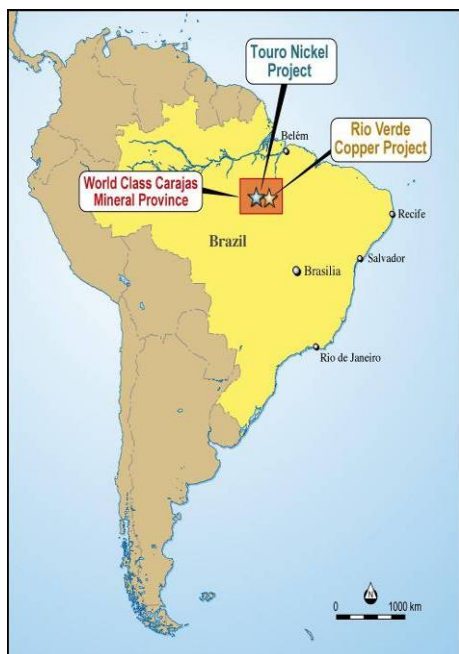 Touro Nickel
Project
Belém
Rio Verde
Copper Project
World Class Carajas
Mineral Province
Recife
Brazil
Salvador
Brasilia
Rio de Janeiro
N
0 1000 km